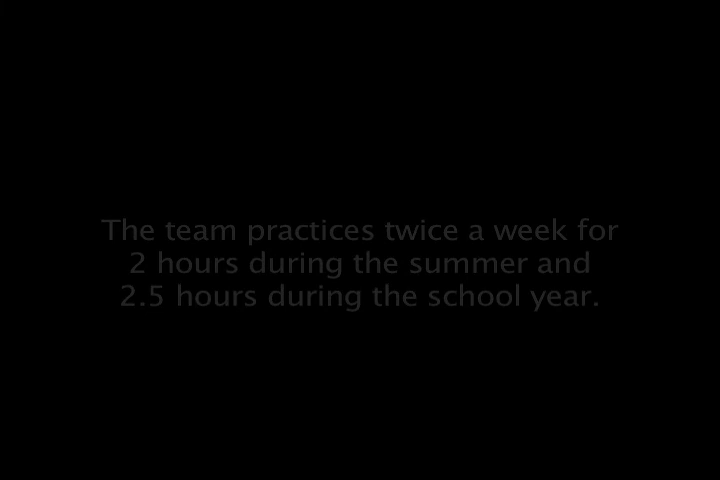 The team practices twice a week for
2 hours during the summer and
2.5 hours during the school year.